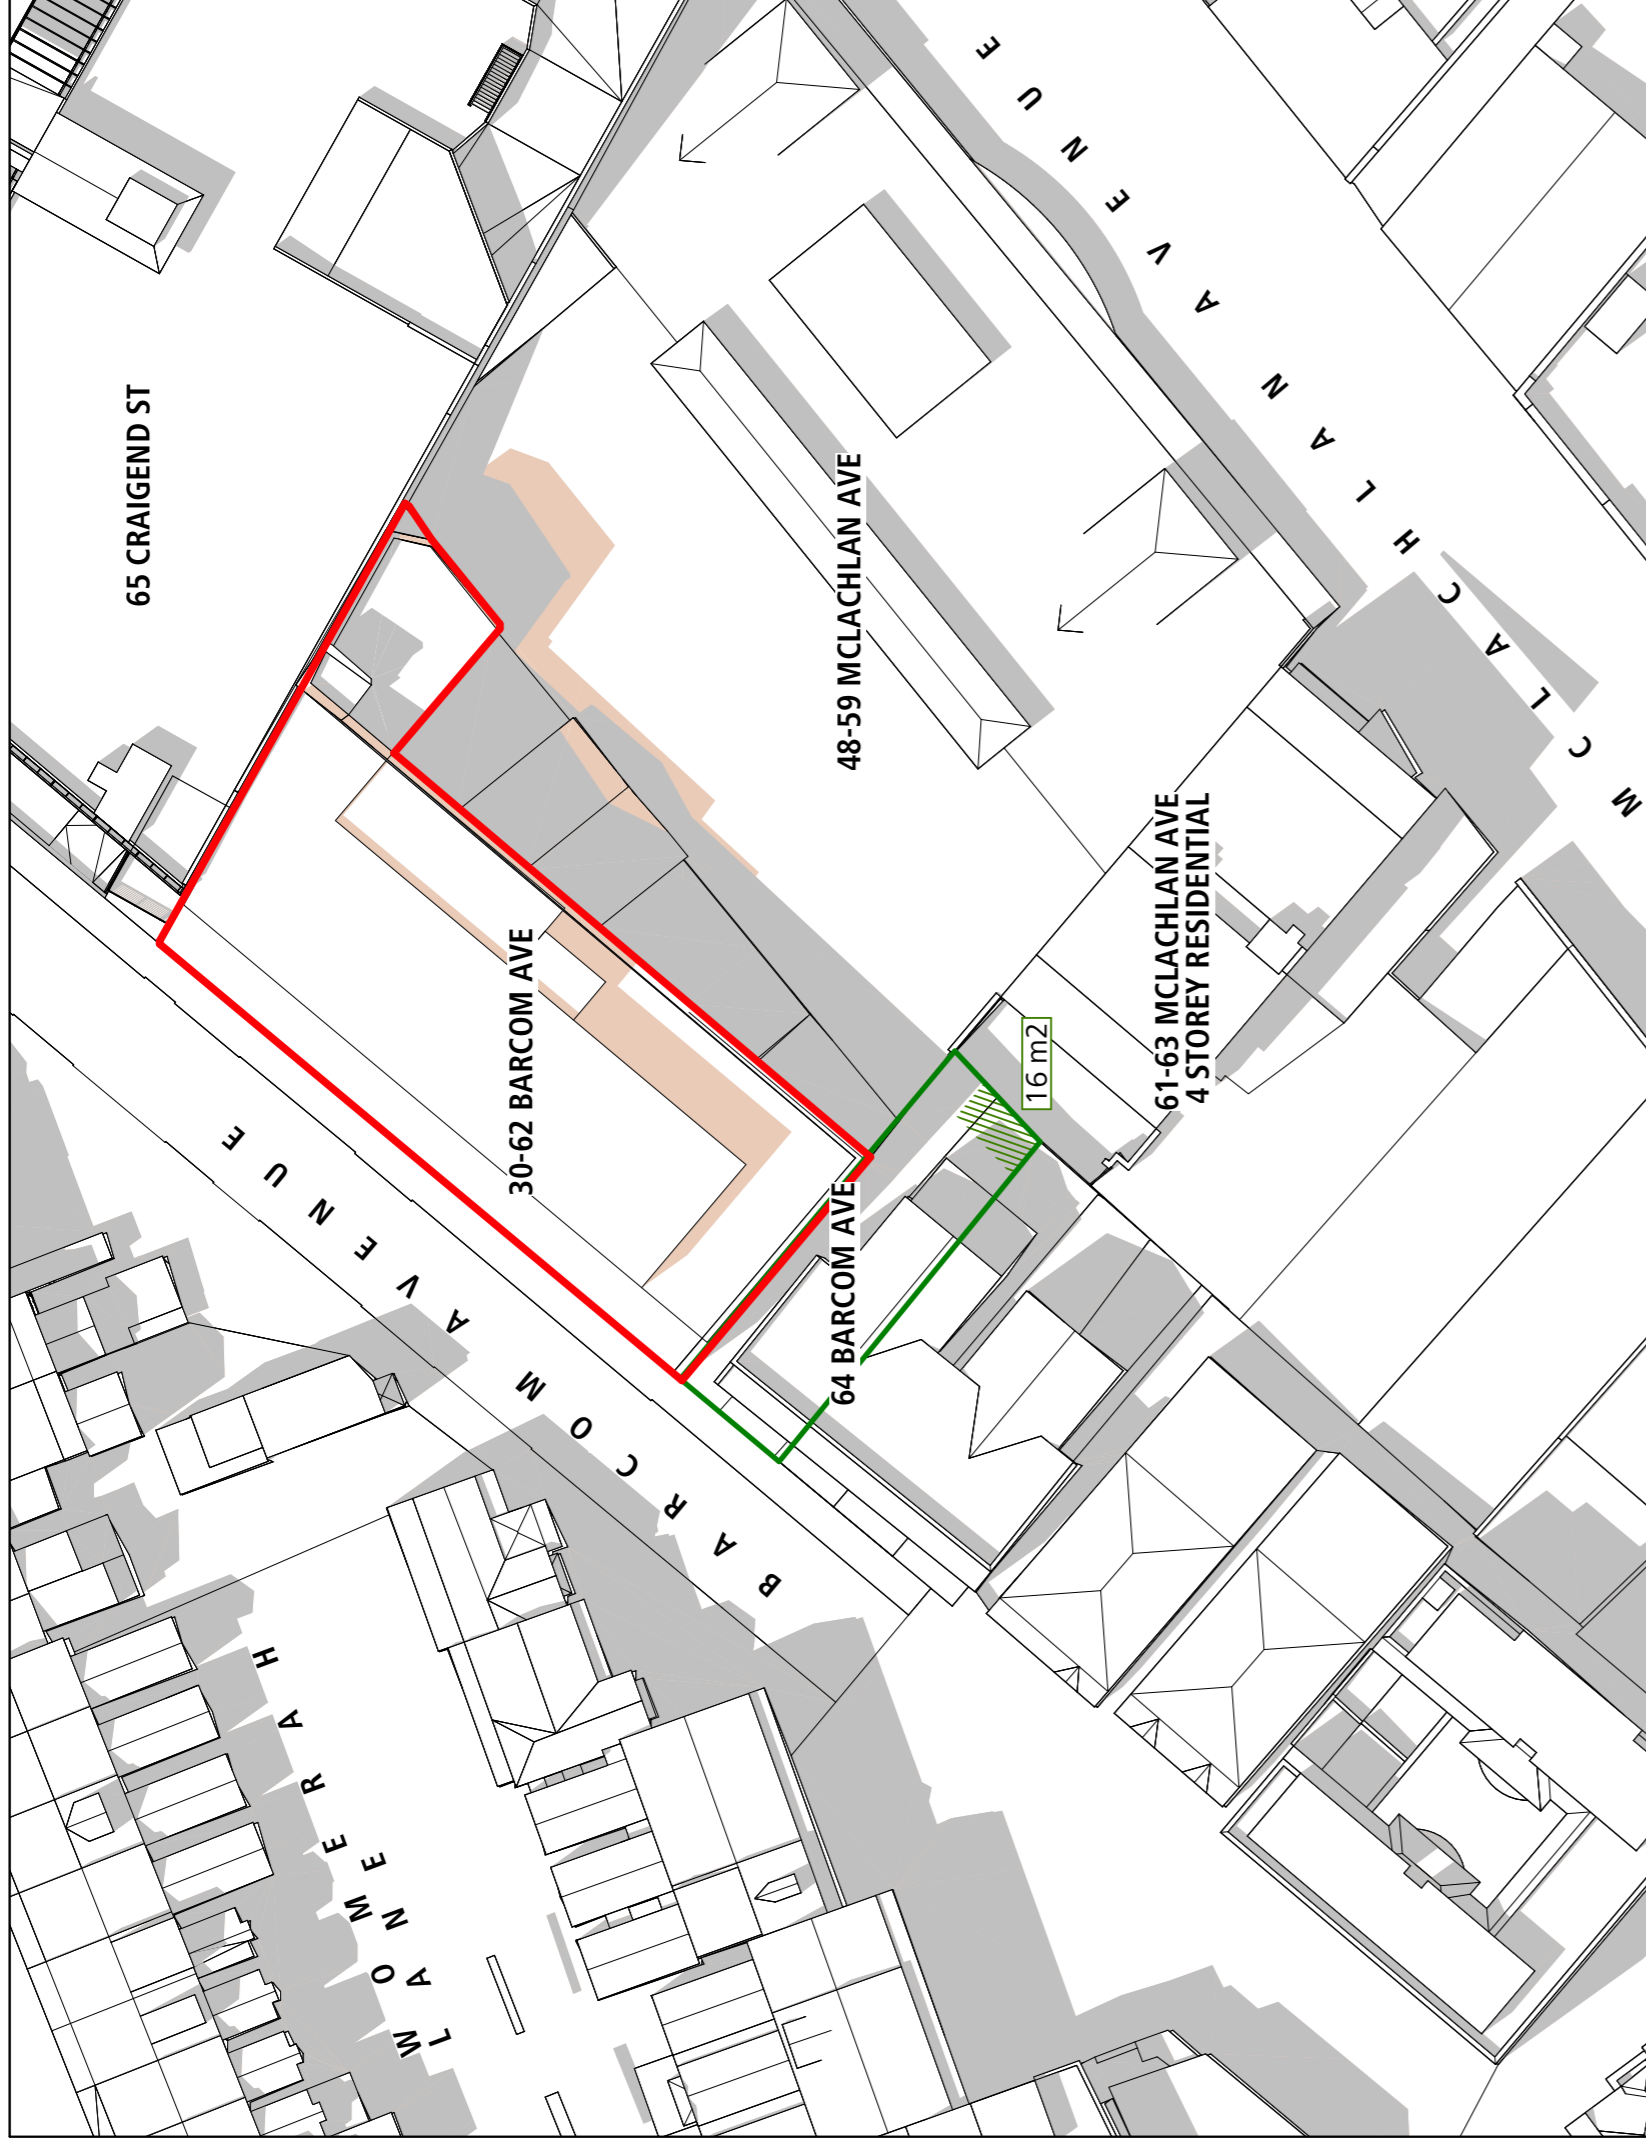 65 CRAIGEND ST
WOMEERAH
LANE
BARCOM AVENUE
30-62 BARCOM AVE
64 BARCOM AVE
48-59 MCLACHLAN AVE
16 m2
61-63 MCLACHLAN AVE
4 STOREY RESIDENTIAL
MCLACHLAN AVENUE